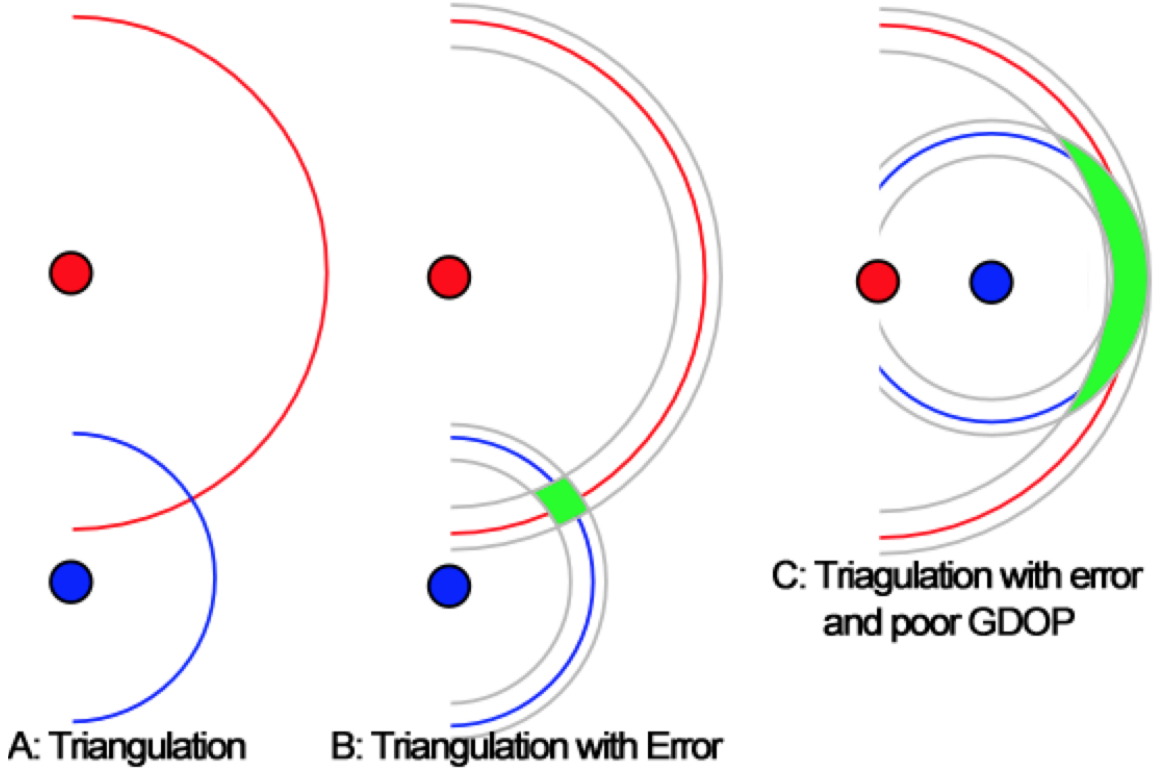 A: Triangulation
B: Triangulation with Error
C: Triagulation with error
and poor GDOP